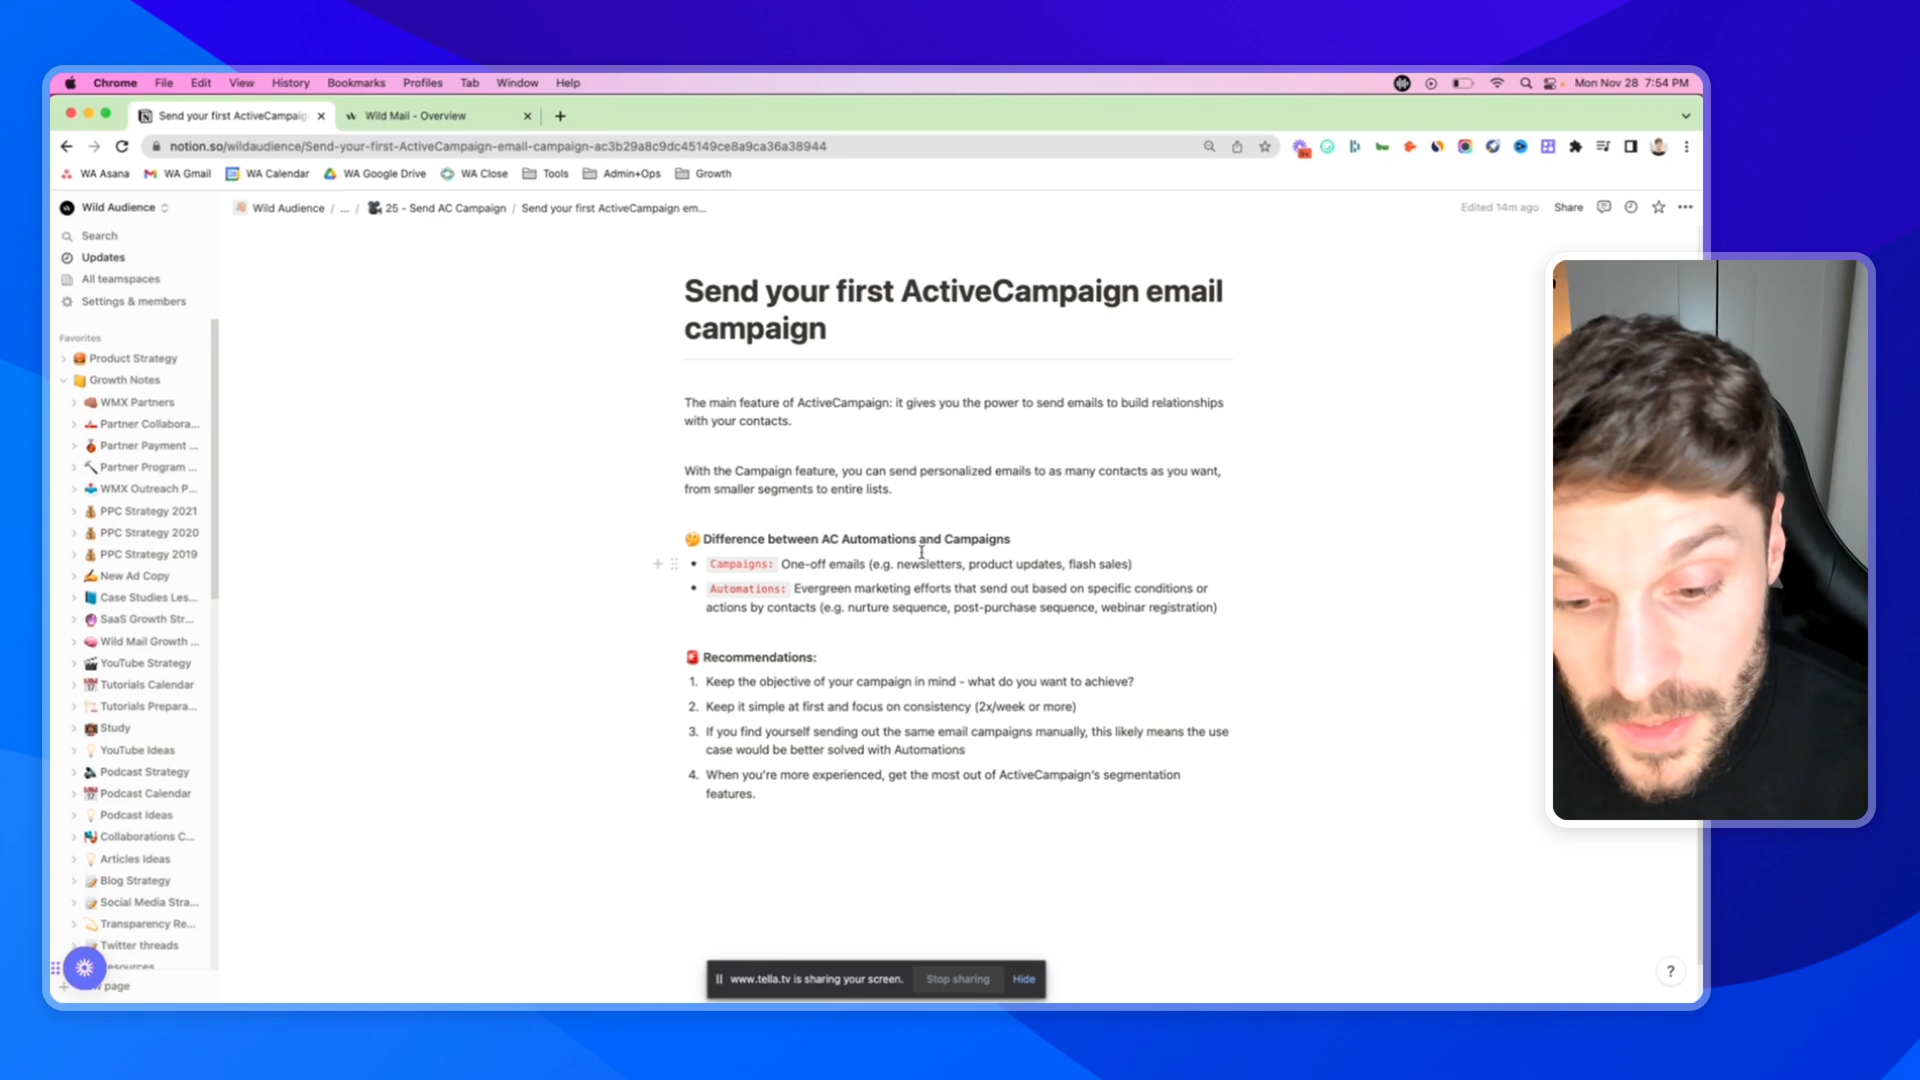 Chrome File Edit View History Bookmarks Profiles Tab Window Help Mon Nov 28 7:54 PM
Send your first ActiveCampaig Wild Mail - Overview
notion.so/wildaudience/Send-your-first-ActiveCampaign-email-campaign-ac3b29a8c9dc45149ce8a9ca36a38944
WA Asana WA Gmail WA Calendar WA Google Drive WA Close Tools Admin+Ops Growth
Wild Audience
Wild Audience / ... / 25 - Send AC Campaign / Send your first ActiveCampaign em...
Edited 14m ago Share
Search
Updates
All teamspaces
Settings & members
Favorites
Product Strategy
Growth Notes
WMX Partners
Partner Collabora...
Partner Payment ...
Partner Program ...
WMX Outreach P...
PPC Strategy 2021
PPC Strategy 2020
PPC Strategy 2019
New Ad Copy
Case Studies Les...
SaaS Growth Str...
Wild Mail Growth ...
YouTube Strategy
Tutorials Calendar
Tutorials Prepara...
Study
YouTube Ideas
Podcast Strategy
Podcast Calendar
Podcast Ideas
Collaborations C...
Articles Ideas
Blog Strategy
Social Media Stra...
Transparency Re...
Twitter threads
page
Send your first ActiveCampaign email
campaign
The main feature of ActiveCampaign: it gives you the power to send emails to build relationships
with your contacts.
With the Campaign feature, you can send personalized emails to as many contacts as you want,
from smaller segments to entire lists.
🤔 Difference between AC Automations and Campaigns
• Campaigns: One-off emails (e.g. newsletters, product updates, flash sales)
• Automations: Evergreen marketing efforts that send out based on specific conditions or
actions by contacts (e.g. nurture sequence, post-purchase sequence, webinar registration)
🚨 Recommendations:
1. Keep the objective of your campaign in mind - what do you want to achieve?
2. Keep it simple at first and focus on consistency (2x/week or more)
3. If you find yourself sending out the same email campaigns manually, this likely means the use
case would be better solved with Automations
4. When you're more experienced, get the most out of ActiveCampaign's segmentation
features.
www.tella.tv is sharing your screen. Stop sharing Hide
?